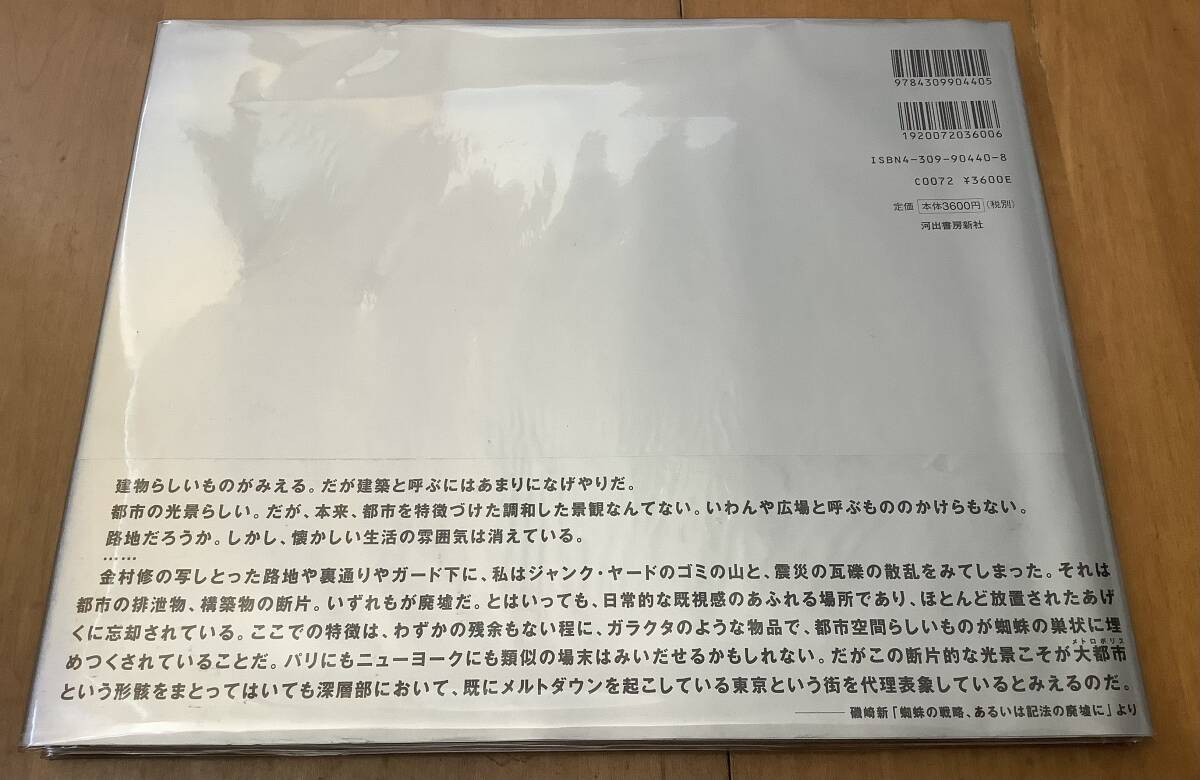 9784309904405
1920072036006
ISBN4-309-90440-8
C0072 ¥3600E
定価 本体3600円(税別)
河出書房新社
建物らしいものがみえる。だが建築と呼ぶにはあまりになげやりだ。
都市の光景らしい。だが、本来、都市を特徴づけた調和した景観なんてない。いわんや広場と呼ぶもののかけらもない。
路地だろうか。しかし、懐かしい生活の雰囲気は消えている。
……
金村修の写しとった路地や裏通りやガード下に、私はジャンク・ヤードのゴミの山と、震災の瓦礫の散乱をみてしまった。それは
都市の排泄物、構築物の断片。いずれもが廃墟だ。とはいっても、日常的な既視感のあふれる場所であり、ほとんど放置されたあげ
くに忘却されている。ここでの特徴は、わずかの残余もない程に、ガラクタのような物品で、都市空間らしいものが蜘蛛の巣状に埋
めつくされていることだ。パリにもニューヨークにも類似の場末はみいだせるかもしれない。だがこの断片的な光景こそが大都市
メトロポリス
という形骸をまとってはいても深層部において、既にメルトダウンを起こしている東京という街を代理表象しているとみえるのだ。
――― 磯崎新「蜘蛛の戦略、あるいは記法の廃墟に」より